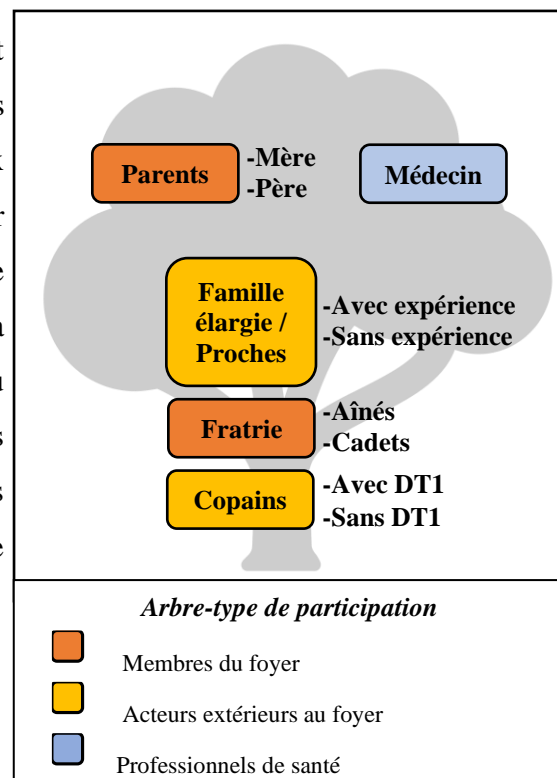 t
s
x
r
e
a
u
s
s
e
Parents
-Mère
-Père
Médecin
Famille
élargie /
Proches
-Avec expérience
-Sans expérience
Fratrie
-Aînés
-Cadets
Copains
-Avec DT1
-Sans DT1
Arbre-type de participation
Membres du foyer
Acteurs extérieurs au foyer
Professionnels de santé